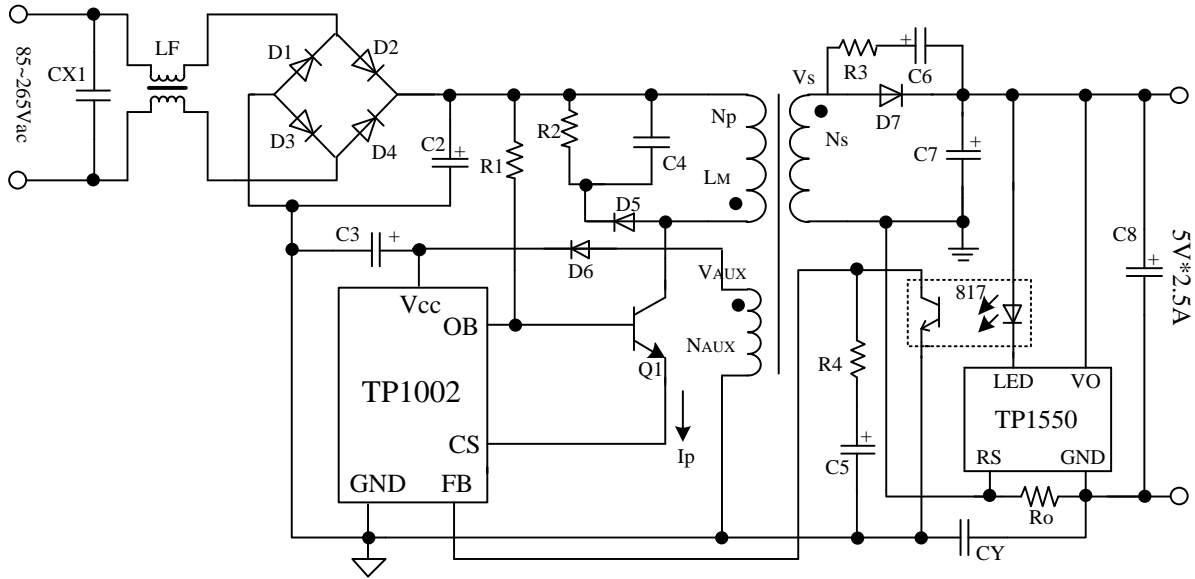 85~265Vac
CX1
LF
D1
D2
D3
D4
C2
+
R1
R2
C4
Np
LM
D5
Vs
Ns
R3
+
C6
D7
C7
+
C3
+
D6
VAUX
NAUX
Vcc
OB
TP1002
CS
GND
FB
Q1
Ip
R4
+
C5
817
LED
VO
TP1550
RS
GND
Ro
CY
C8
+
5V*2.5A